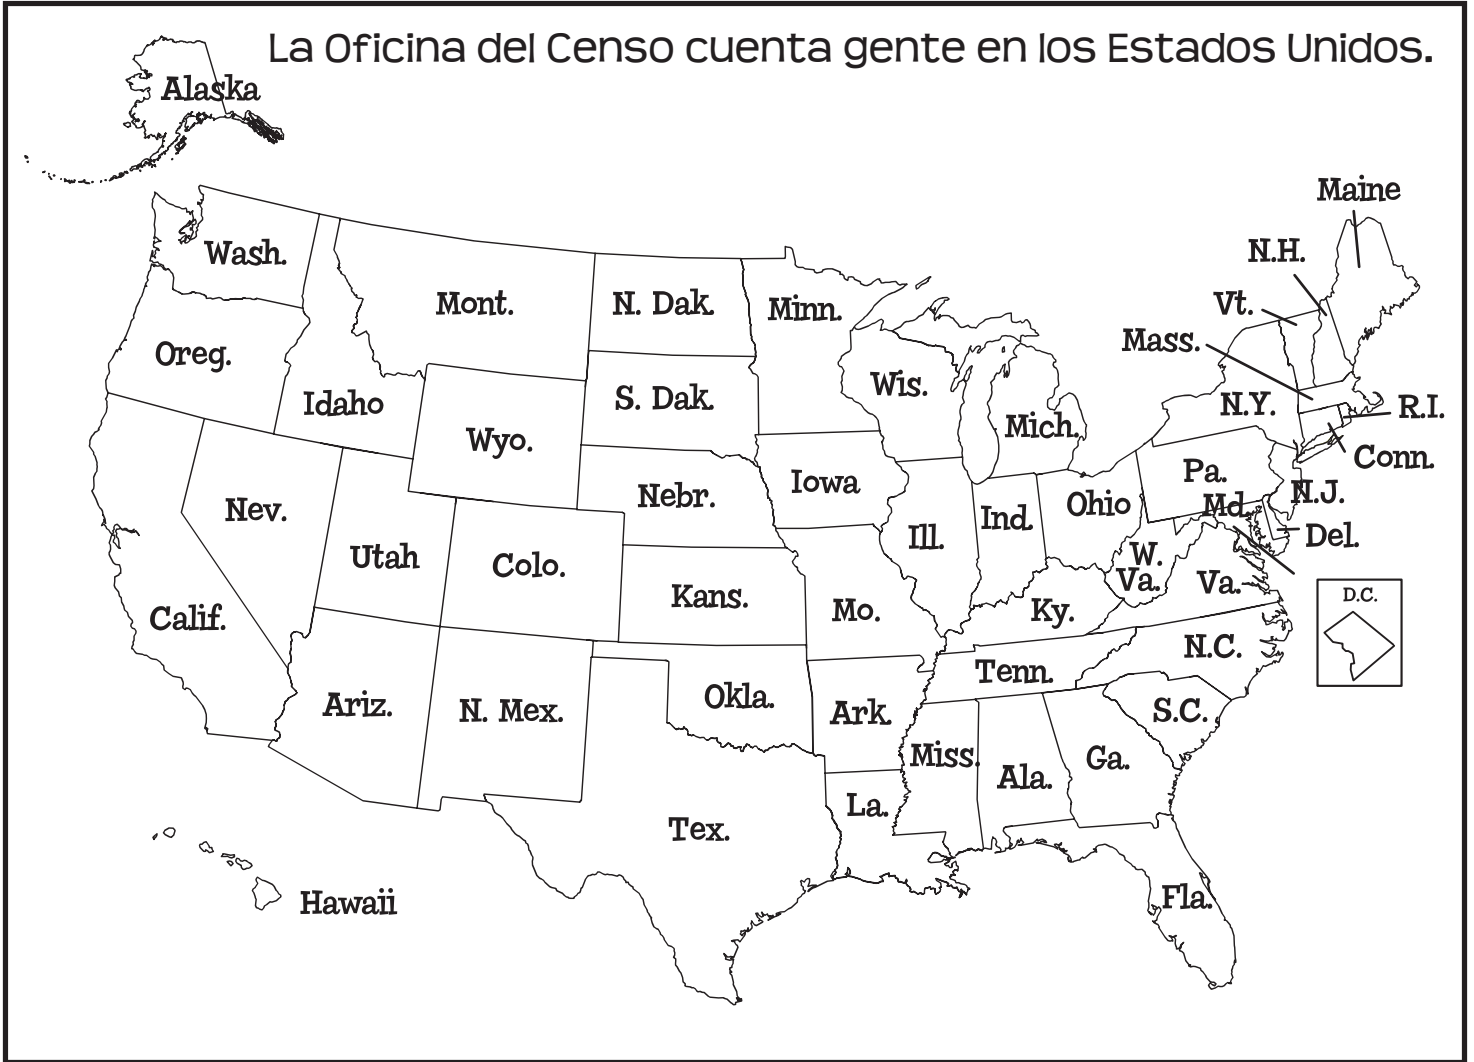 La Oficina del Censo cuenta gente en los Estados Unidos.
Alaska
Maine
N.H.
Vt.
Mass.
Wash.
Mont.
N. Dak.
Minn.
Oreg.
Idaho
S. Dak.
Wis.
Mich.
N.Y.
R.I.
Conn.
Wyo.
Iowa
Nebr.
Pa.
N.J.
Md.
Del.
Nev.
Utah
Colo.
Ill.
Ind.
Ohio
W.
Va.
Va.
D.C.
Calif.
Kans.
Mo.
Ky.
N.C.
Tenn.
Ariz.
N. Mex.
Okla.
Ark.
S.C.
Miss.
Ala.
Ga.
La.
Tex.
Fla.
Hawaii